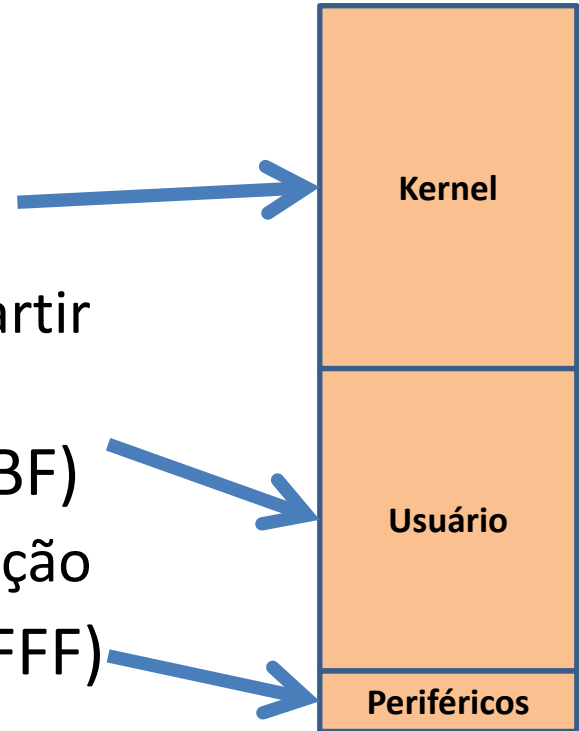 Kernel
artir
BF)
Usuário
ção
FFF)
Periféricos